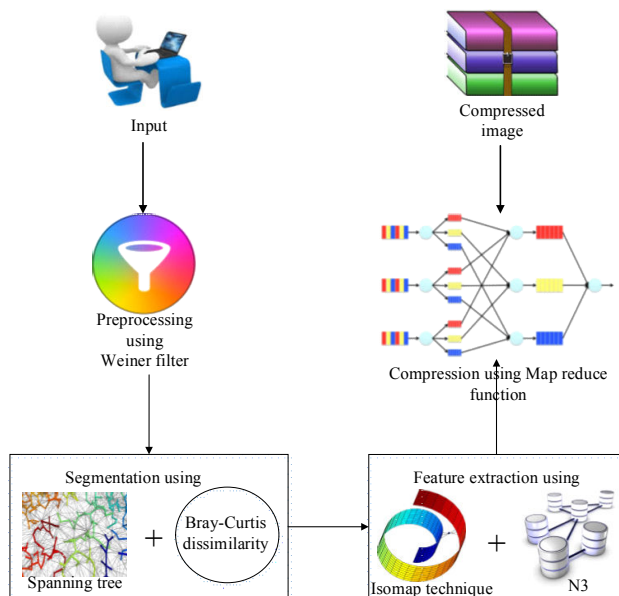 Input
Compressed
image
Preprocessing
using
Weiner filter
Compression using Map reduce
function
Segmentation using
Bray-Curtis
dissimilarity
+
Spanning tree
Feature extraction using
+
Isomap technique
N3